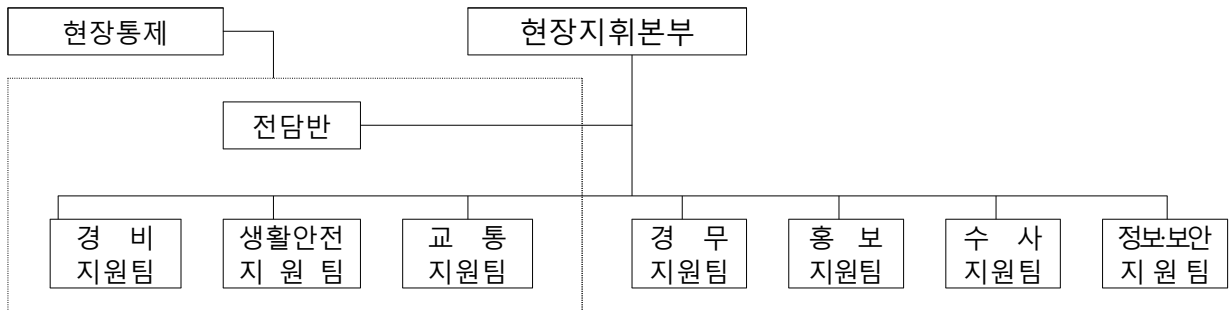 현장통제
현장지휘본부
전담반
경 비
지원팀
생활안전
지 원 팀
교 통
지원팀
경 무
지원팀
홍 보
지원팀
수 사
지원팀
정보·보안
지 원 팀